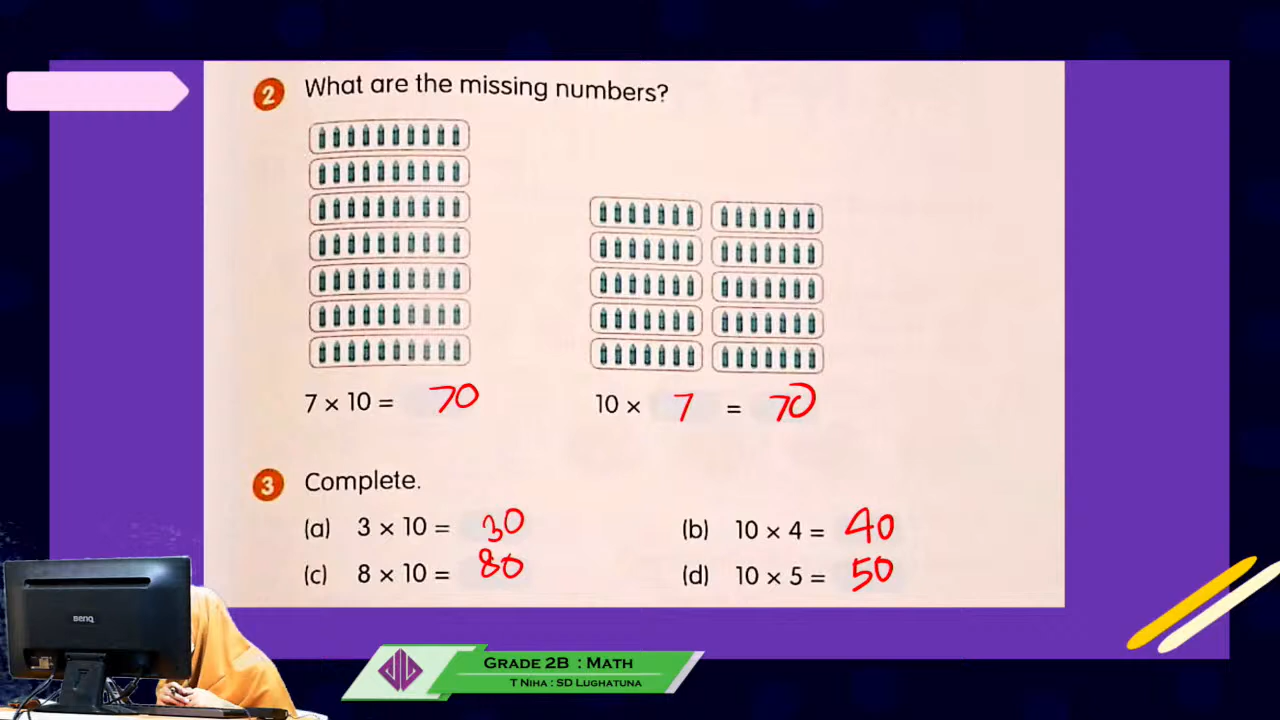 2 What are the missing numbers?
7 × 10 = 70
10 × 7 = 70
3 Complete.
(a) 3 × 10 = 30
(b) 10 × 4 = 40
(c) 8 × 10 = 80
(d) 10 × 5 = 50
BenQ
GRADE 2B : MATH
T NIHA : SD LUGHATUNA